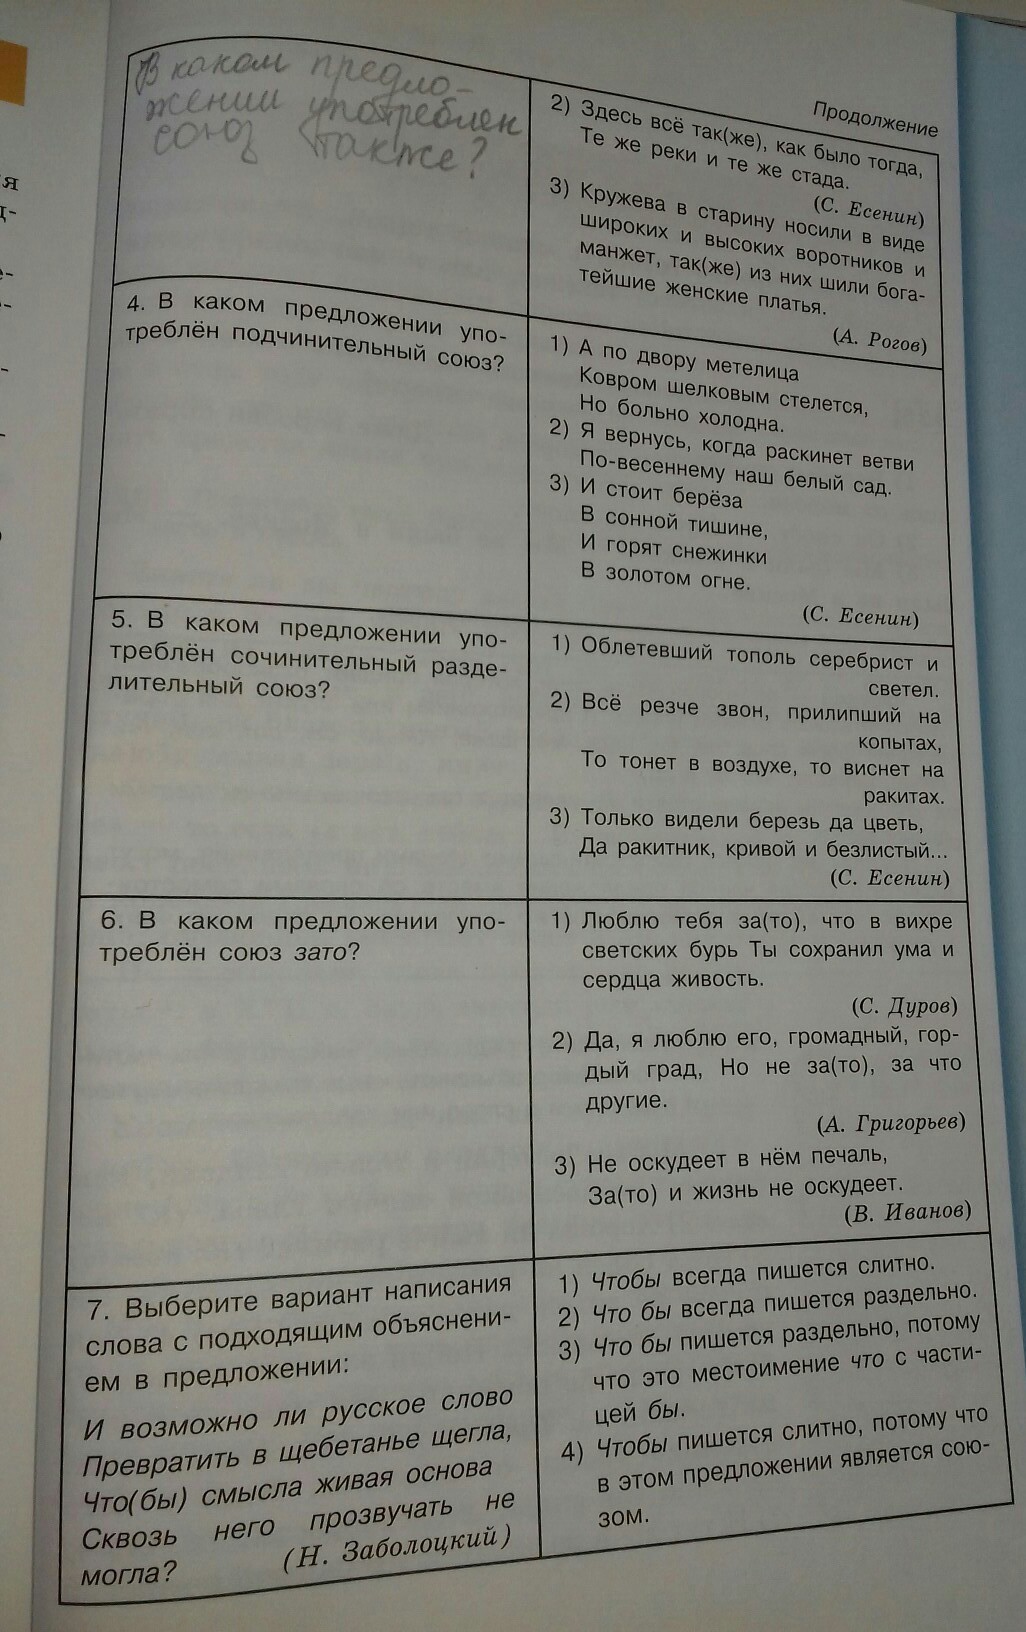 Продолжение
В каком предло-
жении употреблен
союз также?
2) Здесь всё так(же), как было тогда,
Те же реки и те же стада.
(С. Есенин)
3) Кружева в старину носили в виде
широких и высоких воротников и
манжет, так(же) из них шили бога-
тейшие женские платья.
(А. Рогов)
4. В каком предложении упо-
треблён подчинительный союз?
1) А по двору метелица
Ковром шелковым стелется,
Но больно холодна.
2) Я вернусь, когда раскинет ветви
По-весеннему наш белый сад.
3) И стоит берёза
В сонной тишине,
И горят снежинки
В золотом огне.
(С. Есенин)
5. В каком предложении упо-
треблён сочинительный разде-
лительный союз?
1) Облетевший тополь серебрист и
светел.
2) Всё резче звон, прилипший на
копытах,
То тонет в воздухе, то виснет на
ракитах.
3) Только видели березь да цветь,
Да ракитник, кривой и безлистый...
(С. Есенин)
6. В каком предложении упо-
треблён союз зато?
1) Люблю тебя за(то), что в вихре
светских бурь Ты сохранил ума и
сердца живость.
(С. Дуров)
2) Да, я люблю его, громадный, гор-
дый град, Но не за(то), за что
другие.
(А. Григорьев)
3) Не оскудеет в нём печаль,
За(то) и жизнь не оскудеет.
(В. Иванов)
7. Выберите вариант написания
слова с подходящим объяснени-
ем в предложении:
И возможно ли русское слово
Превратить в щебетанье щегла,
Что(бы) смысла живая основа
Сквозь него прозвучать не
могла?
(Н. Заболоцкий)
1) Чтобы всегда пишется слитно.
2) Что бы всегда пишется раздельно.
3) Что бы пишется раздельно, потому
что это местоимение что с части-
цей бы.
4) Чтобы пишется слитно, потому что
в этом предложении является сою-
зом.